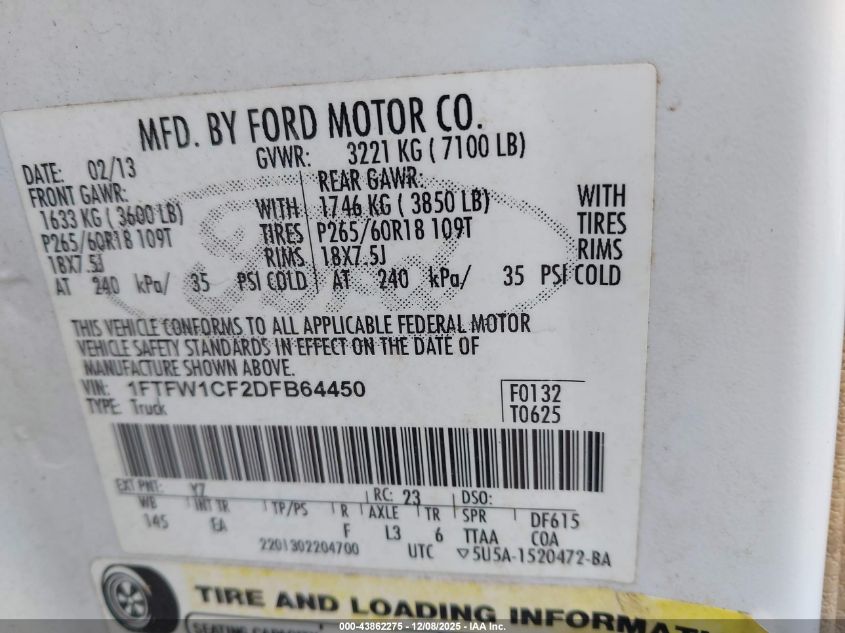 MFD. BY FORD MOTOR CO.
DATE: 02/13 GVWR: 3221 KG ( 7100 LB)
FRONT GAWR: REAR GAWR:
1633 KG ( 3600 LB) WITH 1746 KG ( 3850 LB) WITH
P265/60R18 109T TIRES P265/60R18 109T TIRES
18X7.5J RIMS 18X7.5J RIMS
AT 240 kPa/ 35 PSI COLD AT 240 kPa/ 35 PSI COLD
THIS VEHICLE CONFORMS TO ALL APPLICABLE FEDERAL MOTOR
VEHICLE SAFETY STANDARDS IN EFFECT ON THE DATE OF
MANUFACTURE SHOWN ABOVE.
VIN: 1FTFW1CF2DFB64450 F0132
TYPE: Truck T0625
EXT PNT: YZ RC: 23 DSO:
WB INT TR TP/PS R AXLE TR SPR DF615
145 EA F L3 6 TTAA COA
2201302204700 UTC ▽5U5A-1520472-BA
TIRE AND LOADING INFORMATION
SEATING CAPACITY
000-43862275 - 12/08/2025 - IAA Inc.